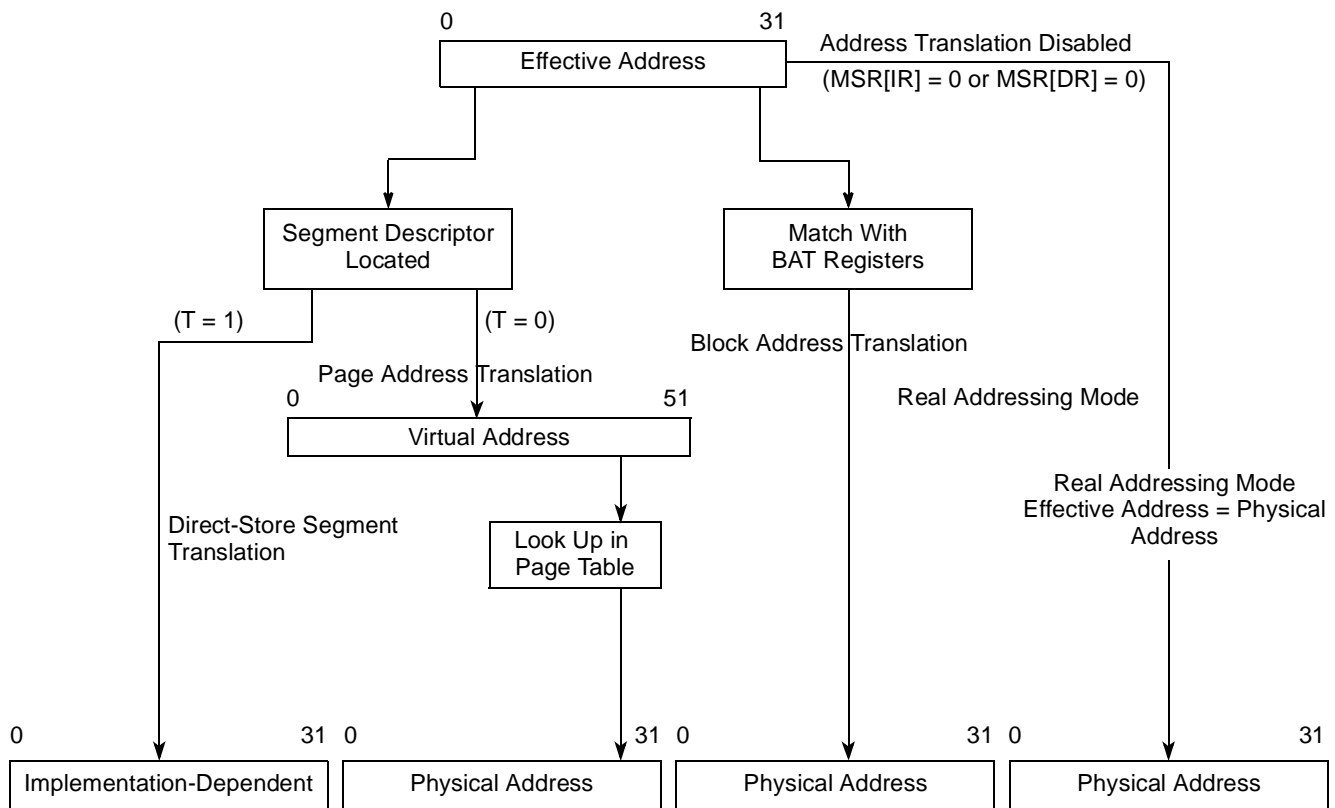 0 31
Effective Address
Address Translation Disabled
(MSR[IR] = 0 or MSR[DR] = 0)
Segment Descriptor
Located
Match With
BAT Registers
(T = 1) (T = 0)
Block Address Translation
Page Address Translation
0 51
Real Addressing Mode
Virtual Address
Direct-Store Segment
Translation
Look Up in
Page Table
Real Addressing Mode
Effective Address = Physical
Address
0 31 0 31 0 31 0 31
Implementation-Dependent Physical Address Physical Address Physical Address